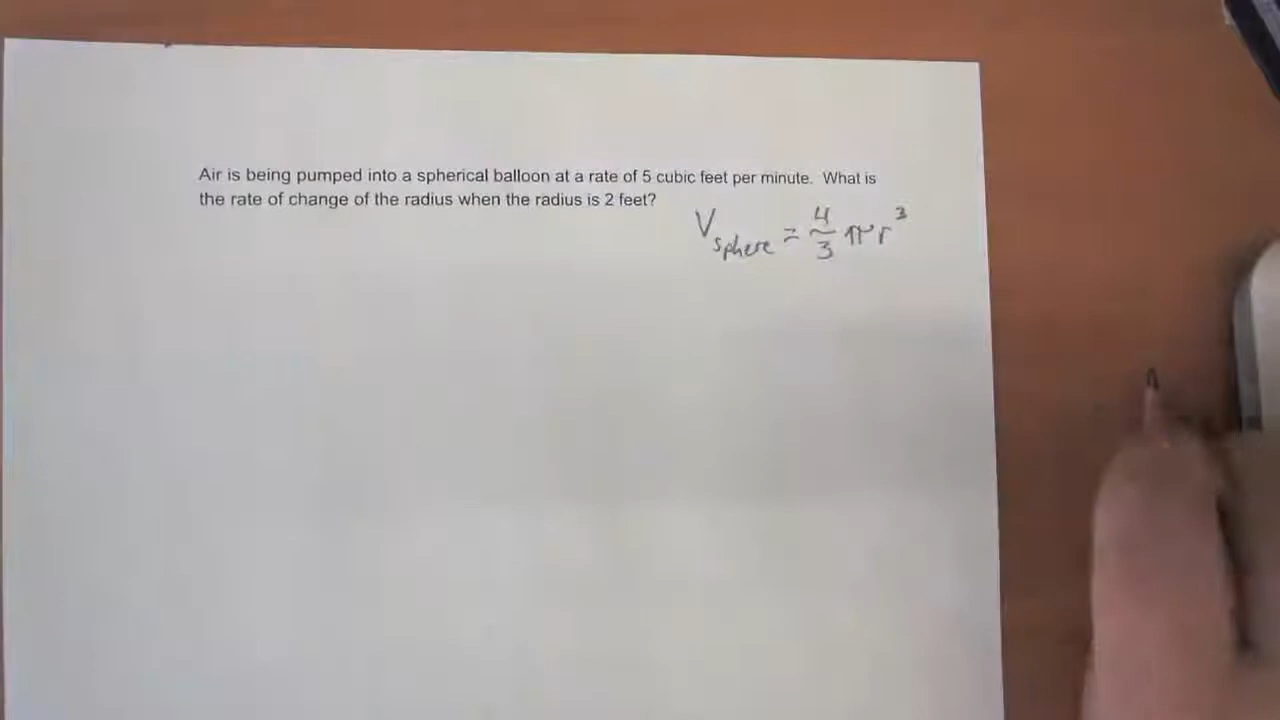 Air is being pumped into a spherical balloon at a rate of 5 cubic feet per minute. What is
the rate of change of the radius when the radius is 2 feet?
V_sphere = 4/3 πr³